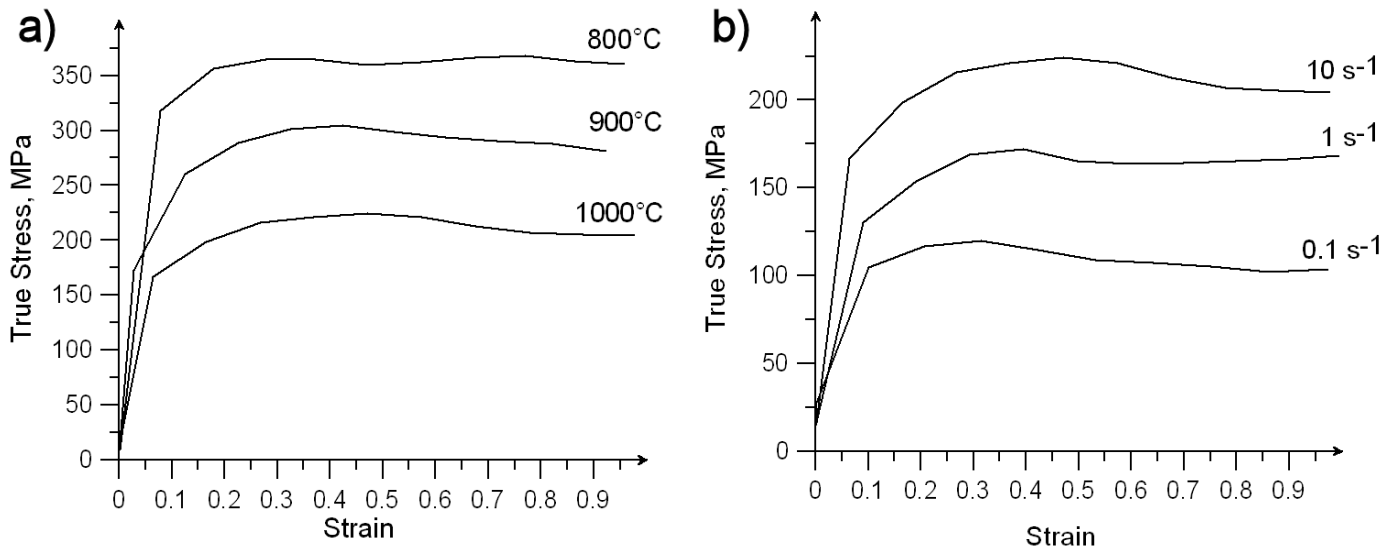 a)
True Stress, MPa
350
300
250
200
150
100
50
0
0 0.1 0.2 0.3 0.4 0.5 0.6 0.7 0.8 0.9
Strain
800°C
900°C
1000°C
b)
True Stress, MPa
200
150
100
50
0
0 0.1 0.2 0.3 0.4 0.5 0.6 0.7 0.8 0.9
Strain
10 s-1
1 s-1
0.1 s-1